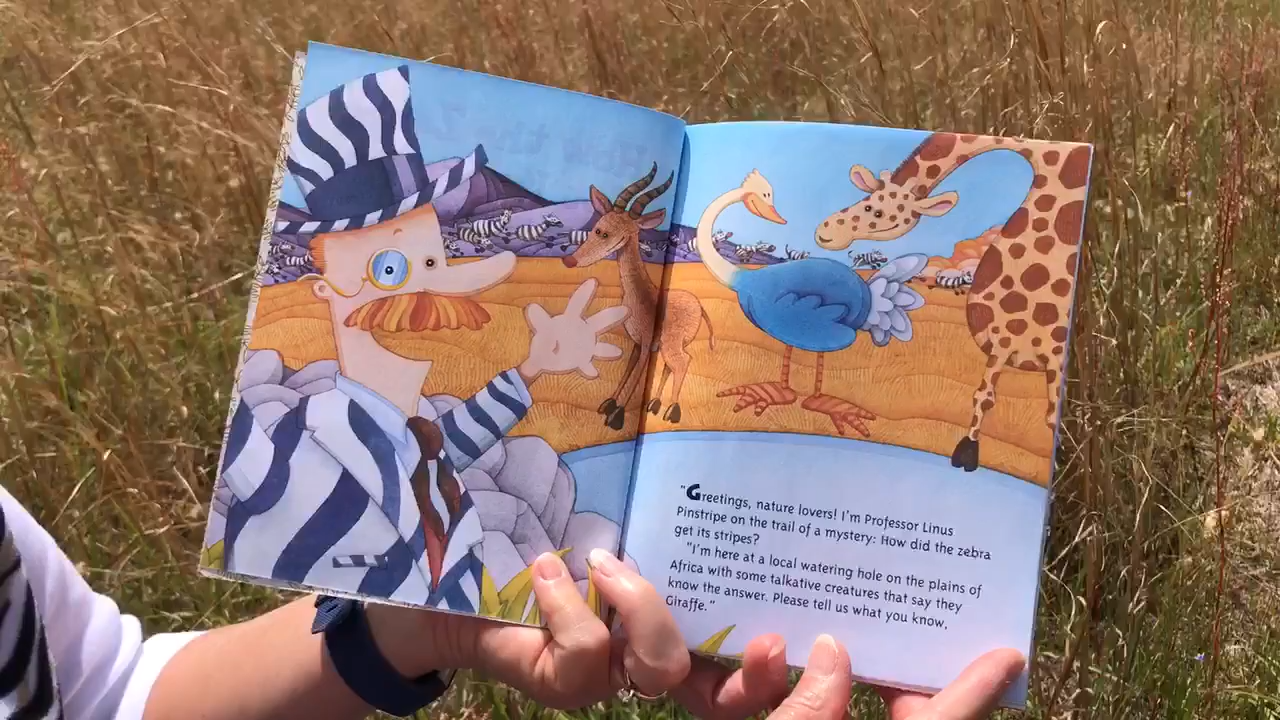 "Greetings, nature lovers! I'm Professor Linus
Pinstripe on the trail of a mystery: How did the zebra
get its stripes?
"I'm here at a local watering hole on the plains of
Africa with some talkative creatures that say they
know the answer. Please tell us what you know,
Giraffe."